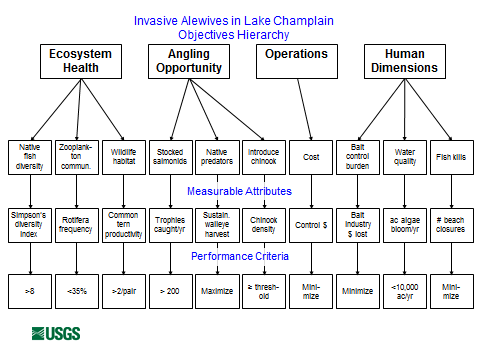 Invasive Alewives in Lake Champlain
Objectives Hierarchy
Ecosystem
Health
Angling
Opportunity
Operations
Human
Dimensions
Native
fish
diversity
Zooplank-
ton
commun.
Wildlife
habitat
Stocked
salmonids
Native
predators
Introduce
chinook
Cost
Bait
control
burden
Water
quality
Fish kills
Measurable Attributes
Simpson's
diversity
index
Rotifera
frequency
Common
tern
productivity
Trophies
caught/yr
Sustain.
walleye
harvest
Chinook
density
Control $
Bait
industry
$ lost
ac algae
bloom/yr
# beach
closures
Performance Criteria
>8
<35%
>2/pair
> 200
Maximize
≥ thresh-
old
Mini-
mize
Minimize
<10,000
ac/yr
Mini-
mize
USGS